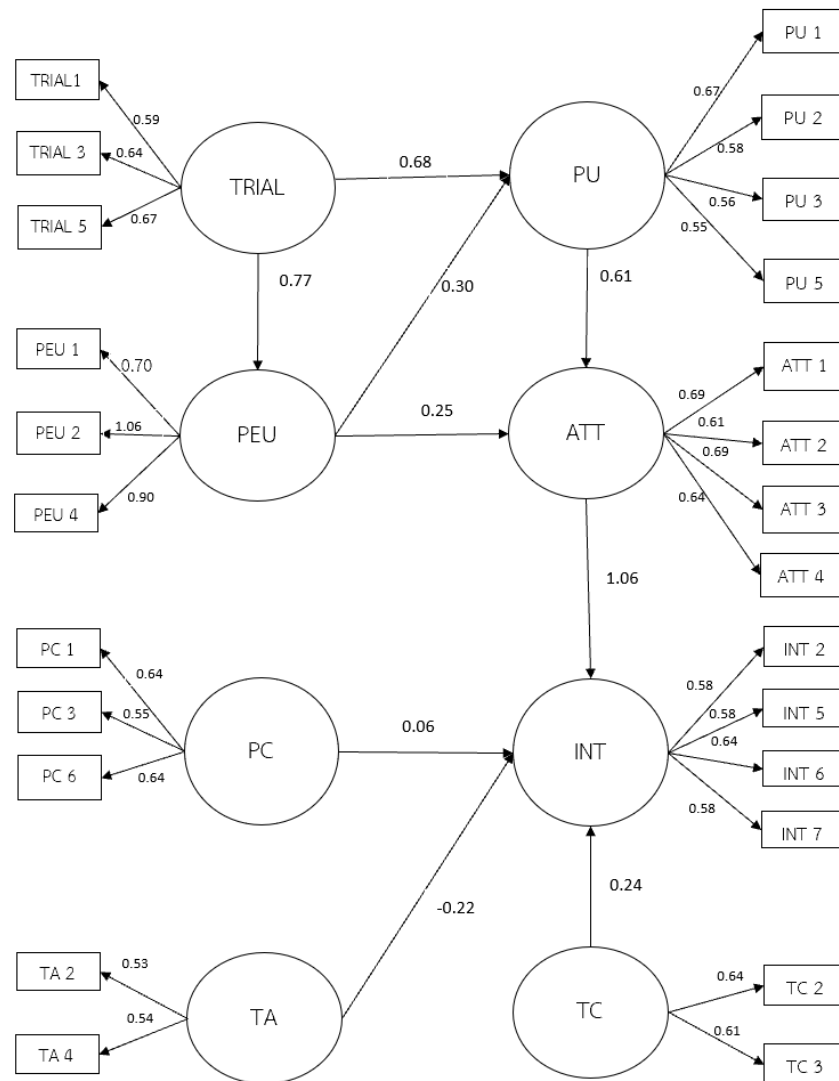 PU 1
TRIAL1
0.67
PU 2
0.59
TRIAL 3
0.64
0.58
TRIAL
0.68
PU
PU 3
0.56
TRIAL 5
0.67
0.55
PU 5
0.77
0.30
0.61
PEU 1
0.70
ATT 1
0.69
PEU 2
1.06
PEU
0.25
ATT
0.61
ATT 2
0.69
PEU 4
0.90
0.64
ATT 3
ATT 4
1.06
PC 1
INT 2
0.64
0.58
PC 3
0.55
PC
0.06
INT
0.58
INT 5
0.64
PC 6
0.64
INT 6
0.58
INT 7
0.24
-0.22
TA 2
0.53
0.64
TC 2
TA
TC
0.54
0.61
TA 4
TC 3